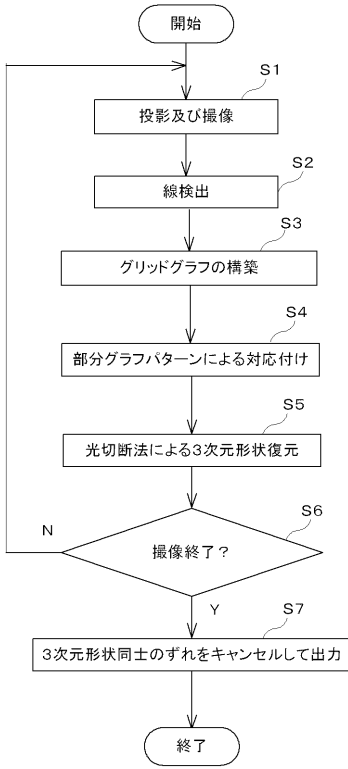 開始
S1
投影及び撮像
S2
線検出
S3
グリッドグラフの構築
S4
部分グラフパターンによる対応付け
S5
光切断法による3次元形状復元
S6
N
撮像終了?
Y
S7
3次元形状同士のずれをキャンセルして出力
終了